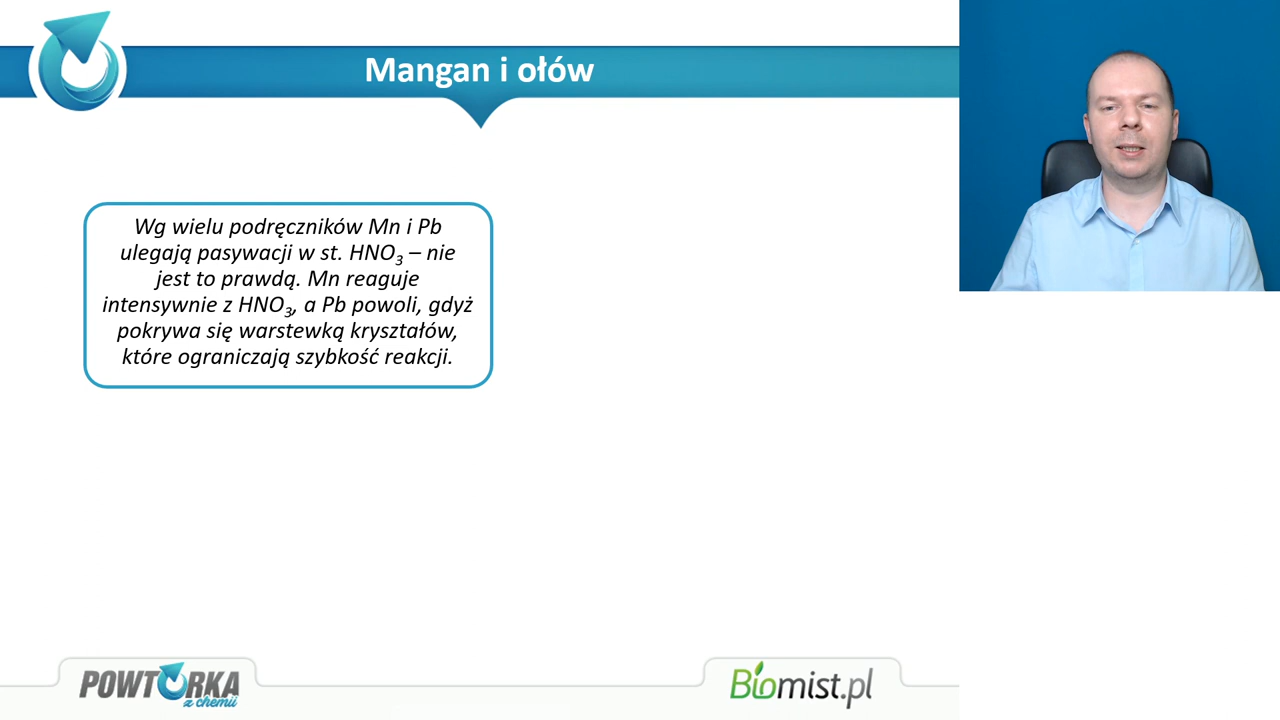 Mangan i ołów
Wg wielu podręczników Mn i Pb
ulegają pasywacji w st. HNO₃ – nie
jest to prawdą. Mn reaguje
intensywnie z HNO₃, a Pb powoli, gdyż
pokrywa się warstewką kryształów,
które ograniczają szybkość reakcji.
POWTÓRKA
z chemii
Biomist.pl